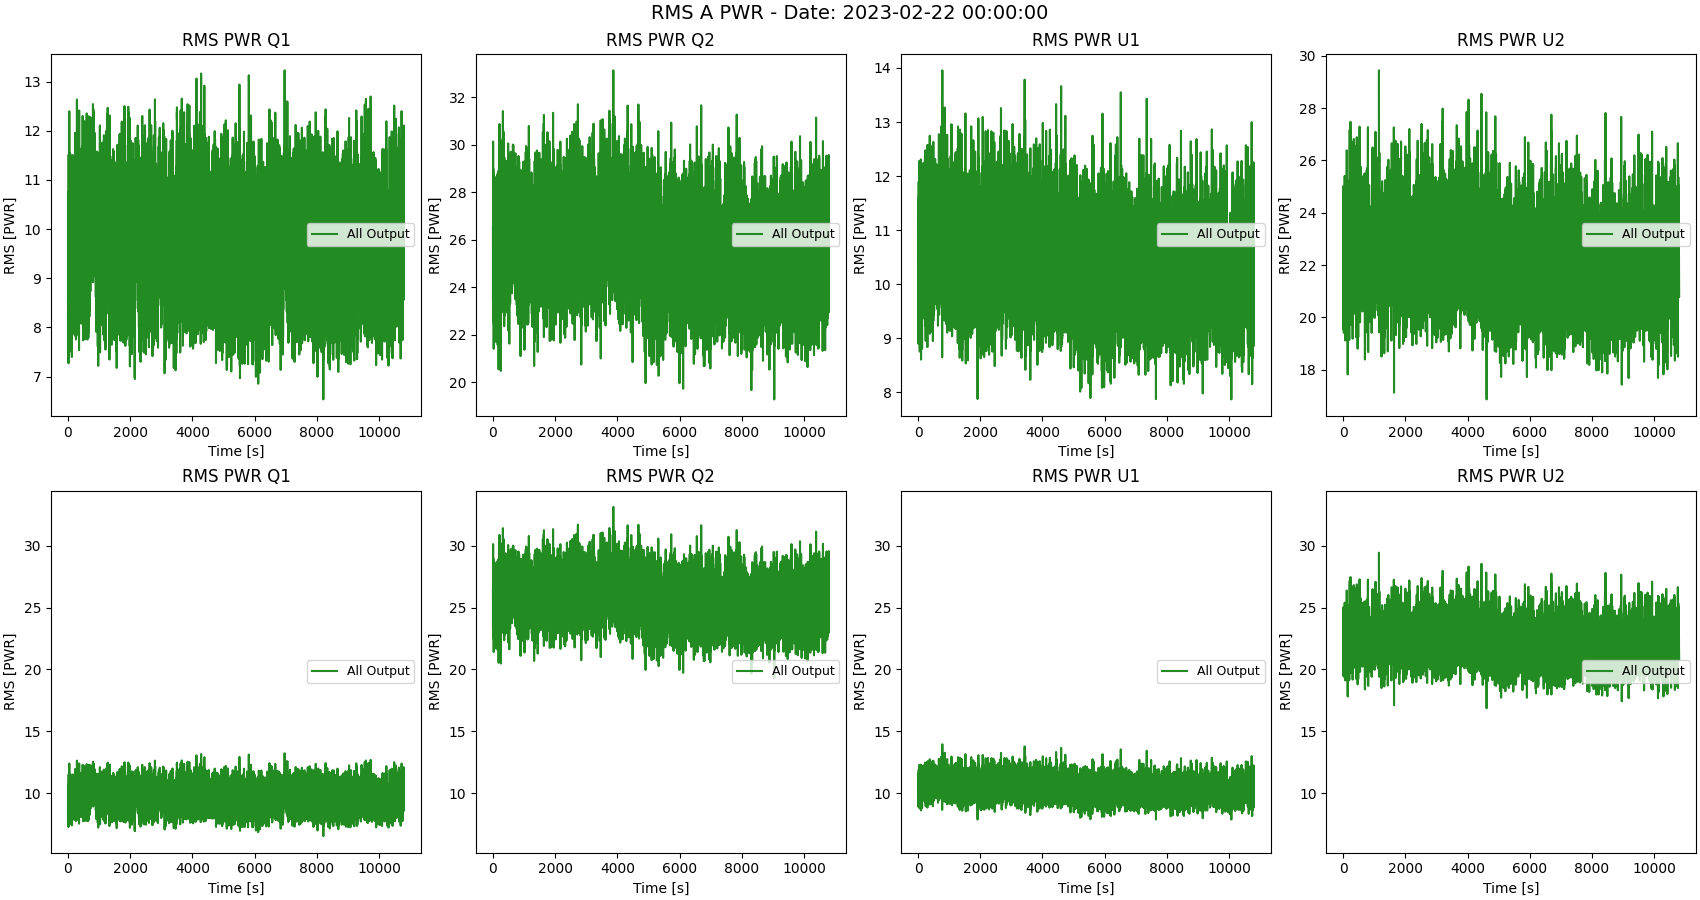 RMS A PWR - Date: 2023-02-22 00:00:00
RMS PWR Q1
RMS [PWR]
13
12
11
10
9
8
7
All Output
0 2000 4000 6000 8000 10000
Time [s]
RMS PWR Q2
RMS [PWR]
32
30
28
26
24
22
20
All Output
0 2000 4000 6000 8000 10000
Time [s]
RMS PWR U1
RMS [PWR]
14
13
12
11
10
9
8
All Output
0 2000 4000 6000 8000 10000
Time [s]
RMS PWR U2
RMS [PWR]
30
28
26
24
22
20
18
All Output
0 2000 4000 6000 8000 10000
Time [s]
RMS PWR Q1
RMS [PWR]
30
25
20
15
10
All Output
0 2000 4000 6000 8000 10000
Time [s]
RMS PWR Q2
RMS [PWR]
30
25
20
15
10
All Output
0 2000 4000 6000 8000 10000
Time [s]
RMS PWR U1
RMS [PWR]
30
25
20
15
10
All Output
0 2000 4000 6000 8000 10000
Time [s]
RMS PWR U2
RMS [PWR]
30
25
20
15
10
All Output
0 2000 4000 6000 8000 10000
Time [s]